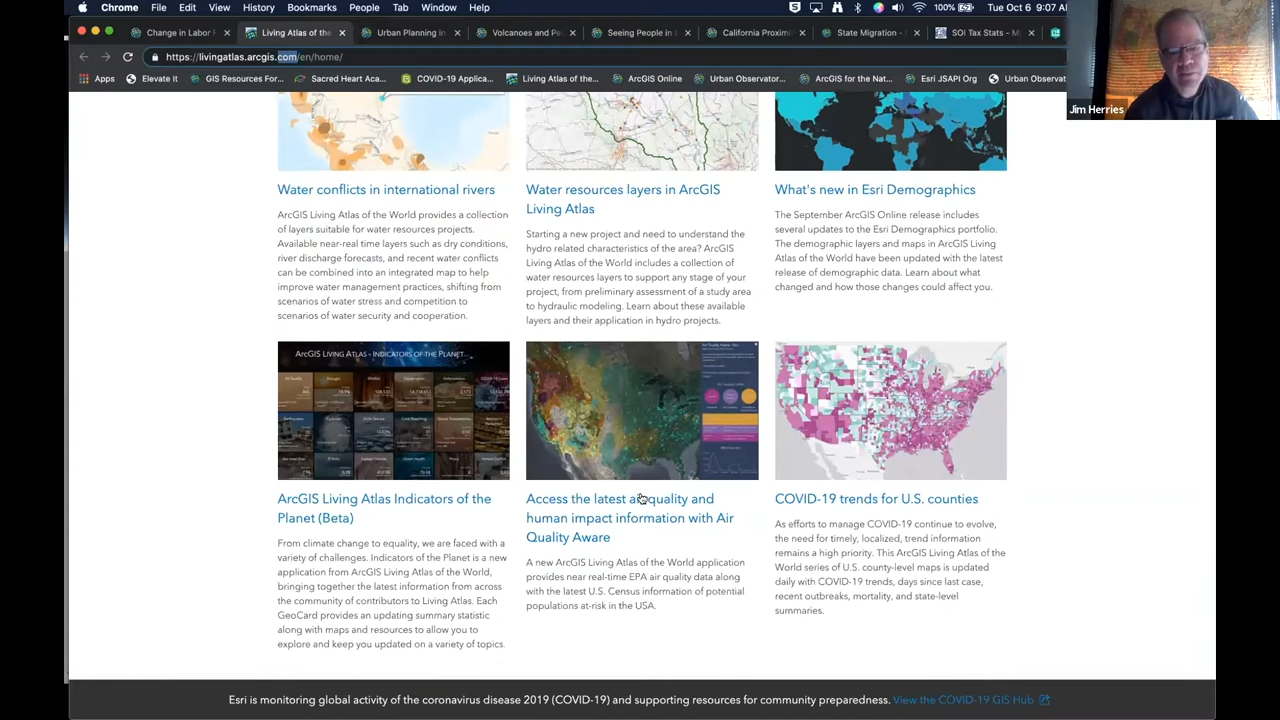 Chrome File Edit View History Bookmarks People Tab Window Help
100% Tue Oct 6 9:07 AM
Change in Labor
Living Atlas of the
Urban Planning in
Volcanoes and Pe
Seeing People in
California Proximi
State Migration -
SOI Tax Stats - M
https://livingatlas.arcgis.com/en/home/
Elevate it
GIS Resources For...
Sacred Heart Aca...
COVID-19 Applica...
Living Atlas of the...
ArcGIS Online
Urban Observator...
ArcGIS for the Nat...
Esri JSAPI Ong...
Urban Observat
Jim Herries
Water conflicts in international rivers
ArcGIS Living Atlas of the World provides a collection
of layers suitable for water resources projects.
Available near-real time layers such as dry conditions,
river discharge forecasts, and recent water conflicts
can be combined into an integrated map to help
improve water management practices, shifting from
scenarios of water stress and competition to
scenarios of water security and cooperation.
Water resources layers in ArcGIS
Living Atlas
Starting a new project and need to understand the
hydro related characteristics of the area? ArcGIS
Living Atlas of the World includes a collection of
water resources layers to support any stage of your
project, from preliminary assessment of a study area
to hydraulic modeling. Learn about these available
layers and their application in hydro projects.
What's new in Esri Demographics
The September ArcGIS Online release includes
several updates to the Esri Demographics portfolio.
The demographic layers and maps in ArcGIS Living
Atlas of the World have been updated with the latest
release of demographic data. Learn about what
changed and how those changes could affect you.
ArcGIS Living Atlas - Indicators of the Planet
ArcGIS Living Atlas Indicators of the
Planet (Beta)
From climate change to equality, we are faced with a
variety of challenges. Indicators of the Planet is a new
application from ArcGIS Living Atlas of the World,
bringing together the latest information from across
the community of contributors to Living Atlas. Each
GeoCard provides an updating summary statistic
along with maps and resources to allow you to
explore and keep you updated on a variety of topics.
Access the latest air quality and
human impact information with Air
Quality Aware
A new ArcGIS Living Atlas of the World application
provides near real-time EPA air quality data along
with the latest U.S. Census information of potential
populations at-risk in the USA.
COVID-19 trends for U.S. counties
As efforts to manage COVID-19 continue to evolve,
the need for timely, localized, trend information
remains a high priority. This ArcGIS Living Atlas of the
World series of U.S. county-level maps is updated
daily with COVID-19 trends, days since last case,
recent outbreaks, mortality, and state-level
summaries.
Esri is monitoring global activity of the coronavirus disease 2019 (COVID-19) and supporting resources for community preparedness. View the COVID-19 GIS Hub